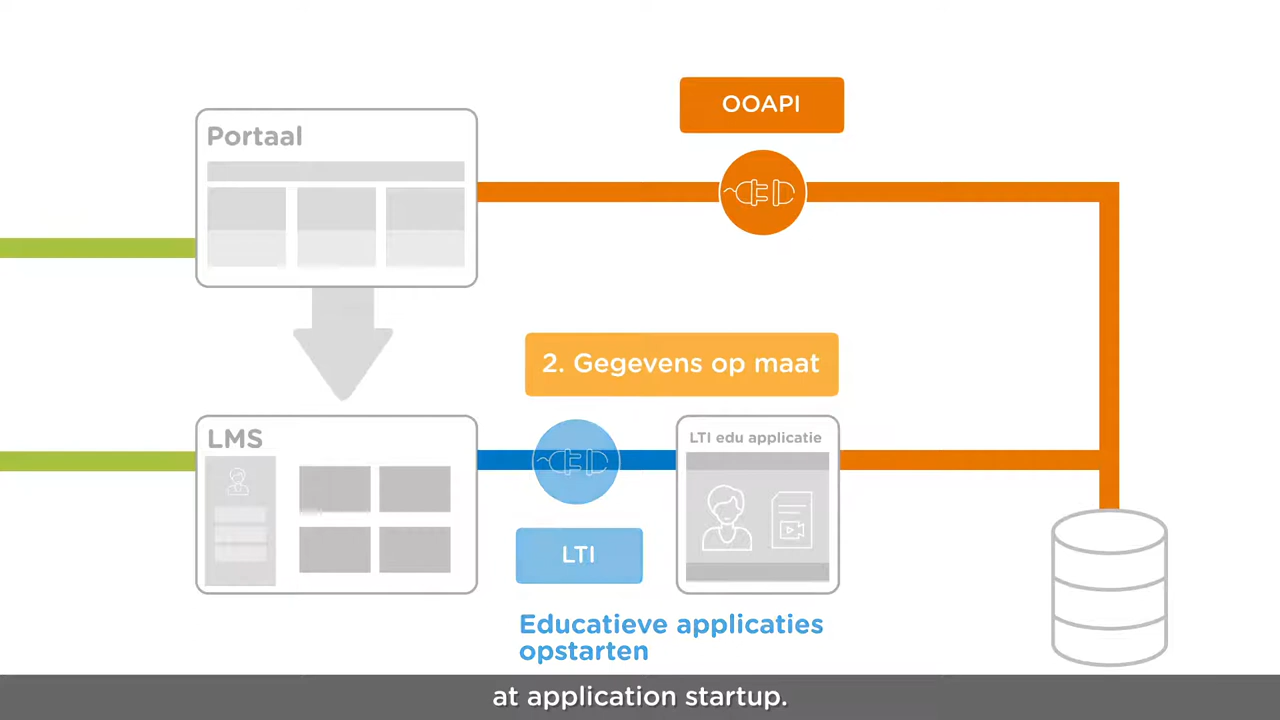 OOAPI
Portaal
2. Gegevens op maat
LMS
LTI edu applicatie
LTI
Educatieve applicaties
opstarten
at application startup.